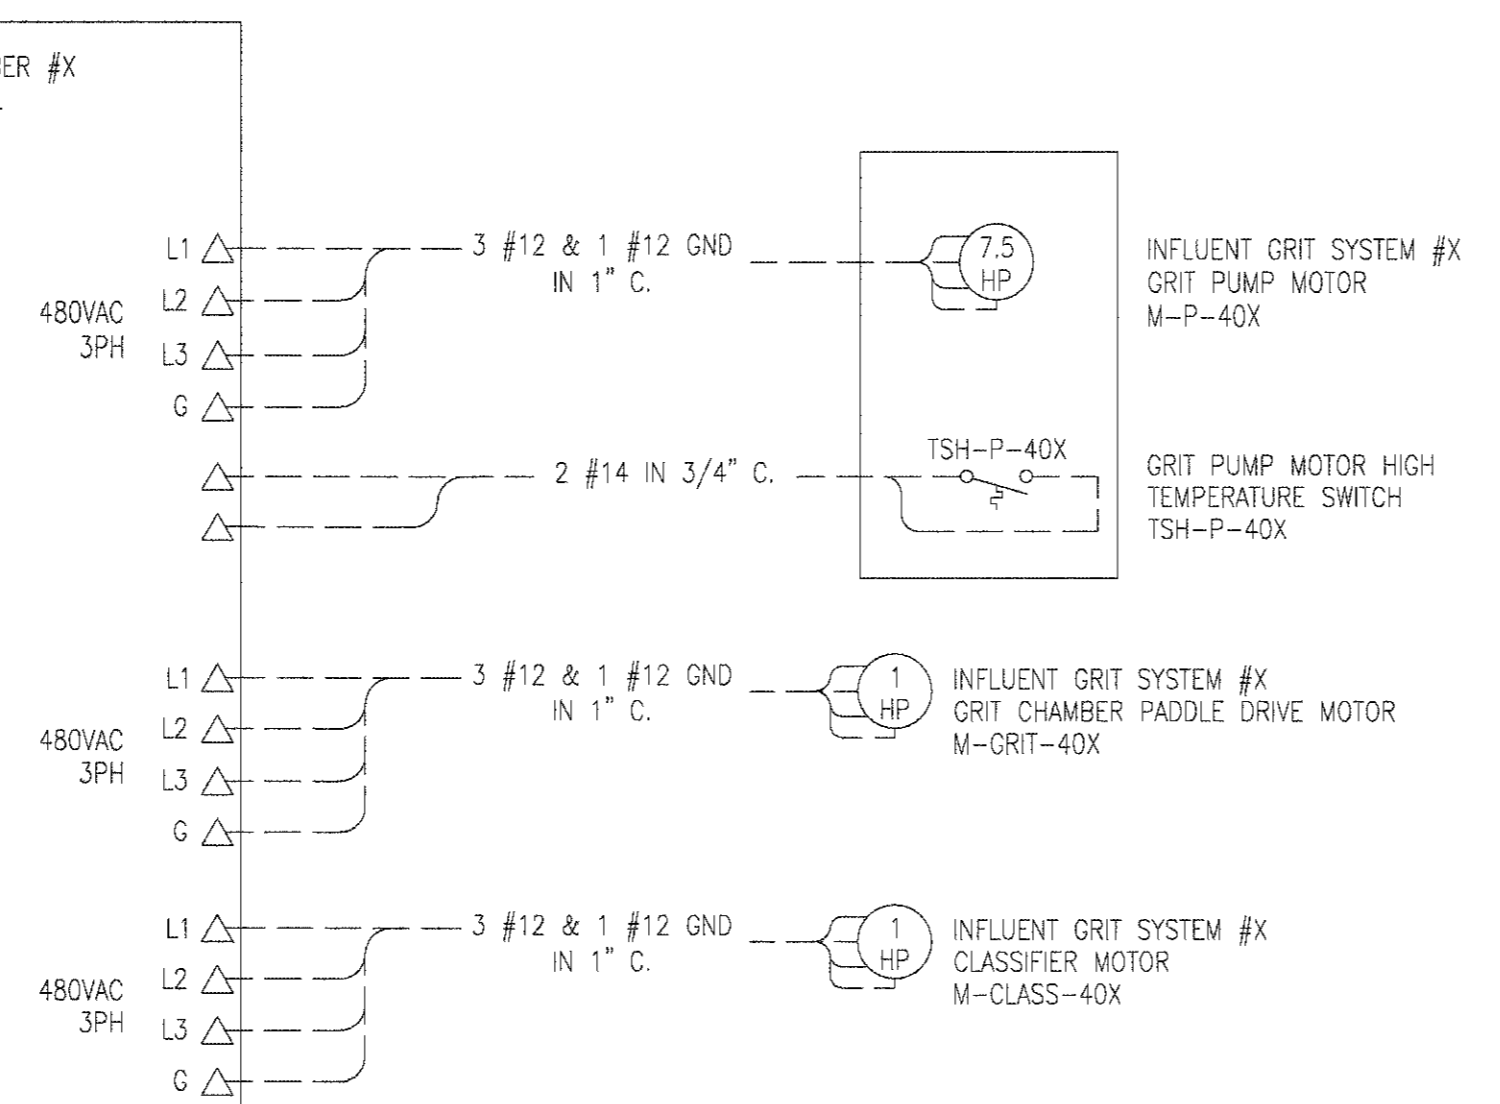 #X
L1
L2
480VAC
3PH
L3
G
3 #12 & 1 #12 GND
IN 1" C.
7.5
HP
INFLUENT GRIT SYSTEM #X
GRIT PUMP MOTOR
M-P-40X
2 #14 IN 3/4" C.
TSH-P-40X
GRIT PUMP MOTOR HIGH
TEMPERATURE SWITCH
TSH-P-40X
L1
L2
480VAC
3PH
L3
G
3 #12 & 1 #12 GND
IN 1" C.
1
HP
INFLUENT GRIT SYSTEM #X
GRIT CHAMBER PADDLE DRIVE MOTOR
M-GRIT-40X
L1
L2
480VAC
3PH
L3
G
3 #12 & 1 #12 GND
IN 1" C.
1
HP
INFLUENT GRIT SYSTEM #X
CLASSIFIER MOTOR
M-CLASS-40X